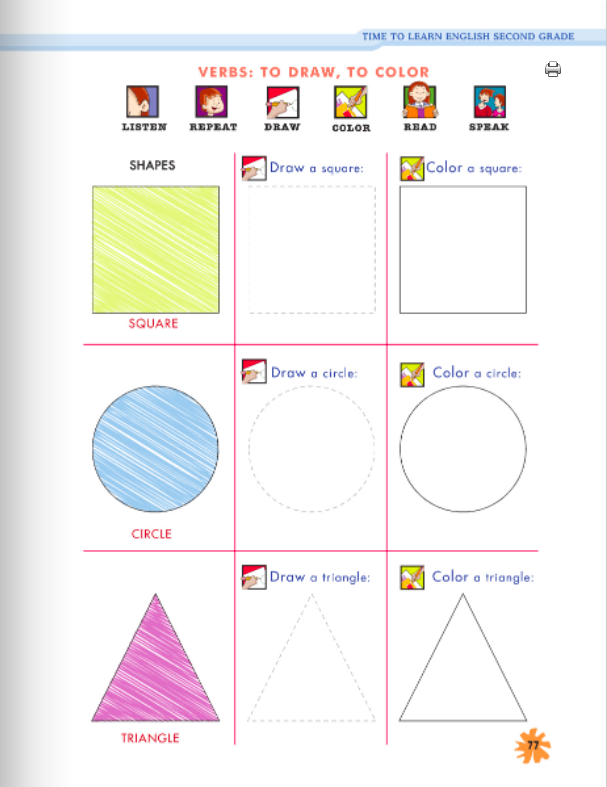 TIME TO LEARN ENGLISH SECOND GRADE
VERBS: TO DRAW, TO COLOR
LISTEN REPEAT DRAW COLOR READ SPEAK
SHAPES Draw a square: Color a square:
SQUARE
Draw a circle: Color a circle:
CIRCLE
Draw a triangle: Color a triangle:
TRIANGLE
77